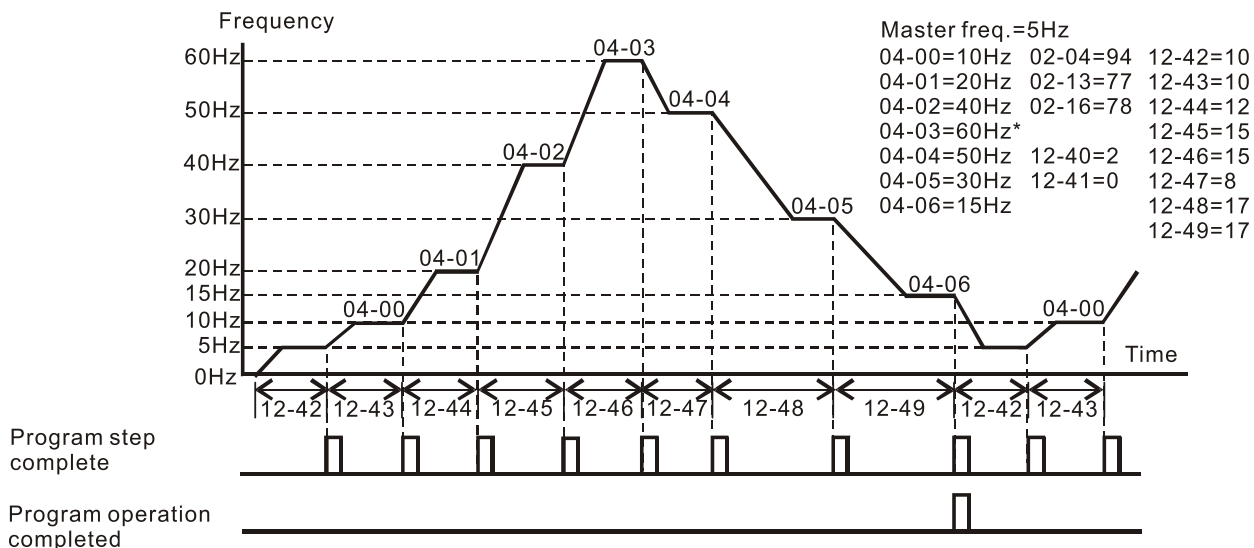 Frequency
60Hz
50Hz
40Hz
30Hz
20Hz
15Hz
10Hz
5Hz
0Hz
04-00
04-01
04-02
04-03
04-04
04-05
04-06
04-00
Time
Master freq.=5Hz
04-00=10Hz 02-04=94 12-42=10
04-01=20Hz 02-13=77 12-43=10
04-02=40Hz 02-16=78 12-44=12
04-03=60Hz* 12-45=15
04-04=50Hz 12-40=2 12-46=15
04-05=30Hz 12-41=0 12-47=8
04-06=15Hz 12-48=17
12-49=17
12-42 12-43 12-44 12-45 12-46 12-47 12-48 12-49 12-42 12-43
Program step
complete
Program operation
completed